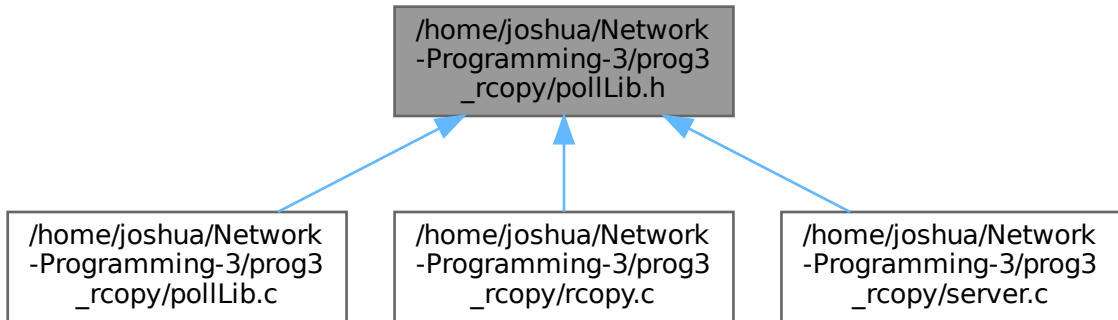 /home/joshua/Network
-Programming-3/prog3
_rcopy/pollLib.h
/home/joshua/Network
-Programming-3/prog3
_rcopy/pollLib.c
/home/joshua/Network
-Programming-3/prog3
_rcopy/rcopy.c
/home/joshua/Network
-Programming-3/prog3
_rcopy/server.c